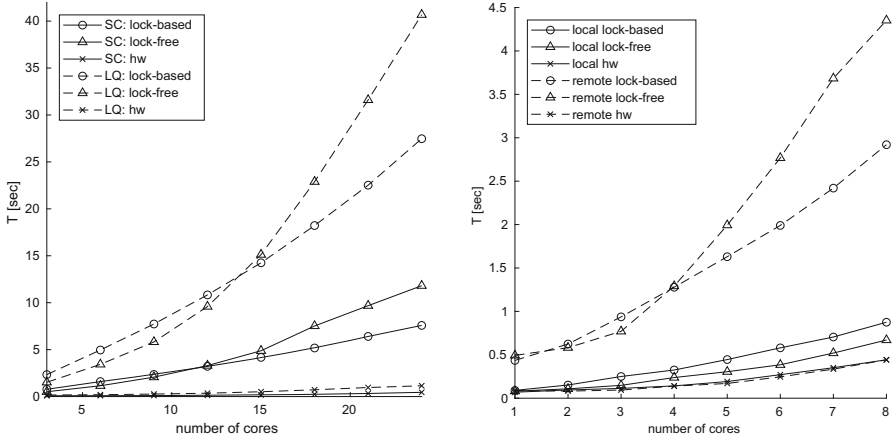 SC: lock-based
SC: lock-free
SC: hw
LQ: lock-based
LQ: lock-free
LQ: hw
T [sec]
40
35
30
25
20
15
10
5
0
5
10
15
20
number of cores
local lock-based
local lock-free
local hw
remote lock-based
remote lock-free
remote hw
T [sec]
4.5
4
3.5
3
2.5
2
1.5
1
0.5
0
1
2
3
4
5
6
7
8
number of cores